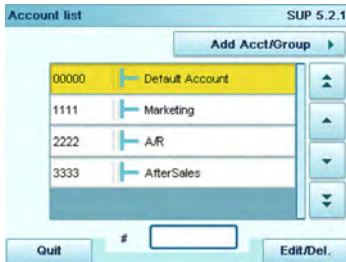 Account list SUP 5.2.1
Add Acct/Group
00000 Default Account
1111 Marketing
2222 A/R
3333 AfterSales
#
Quit Edit/Del.